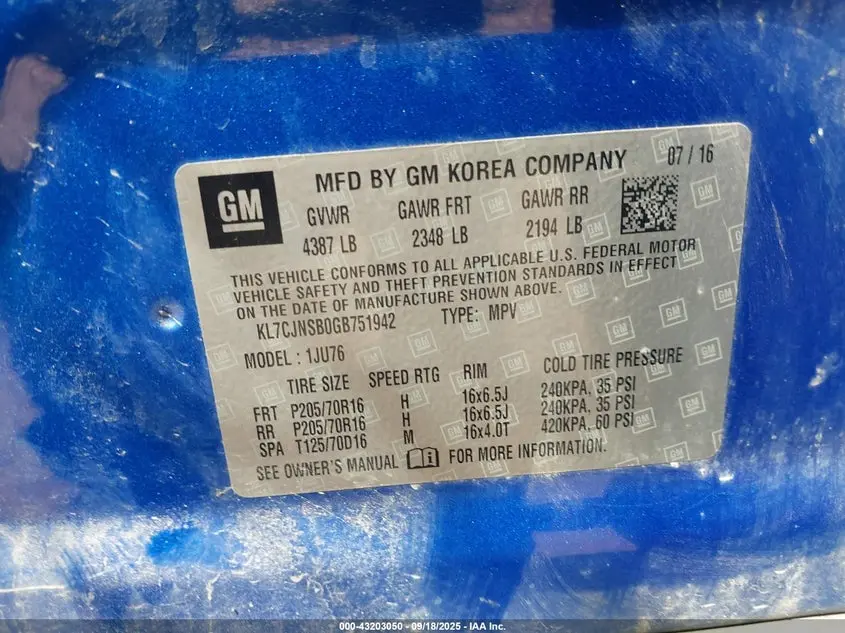 GM
MFD BY GM KOREA COMPANY 07 / 16
GVWR GAWR FRT GAWR RR
4387 LB 2348 LB 2194 LB
THIS VEHICLE CONFORMS TO ALL APPLICABLE U.S. FEDERAL MOTOR
VEHICLE SAFETY AND THEFT PREVENTION STANDARDS IN EFFECT
ON THE DATE OF MANUFACTURE SHOWN ABOVE.
KL7CJNSB0GB751942 TYPE: MPV
MODEL : 1JU76
TIRE SIZE SPEED RTG RIM COLD TIRE PRESSURE
FRT P205/70R16 H 16x6.5J 240KPA, 35 PSI
RR P205/70R16 H 16x6.5J 240KPA, 35 PSI
SPA T125/70D16 M 16x4.0T 420KPA, 60 PSI
SEE OWNER'S MANUAL FOR MORE INFORMATION.
000-43203050 - 09/18/2025 - IAA Inc.